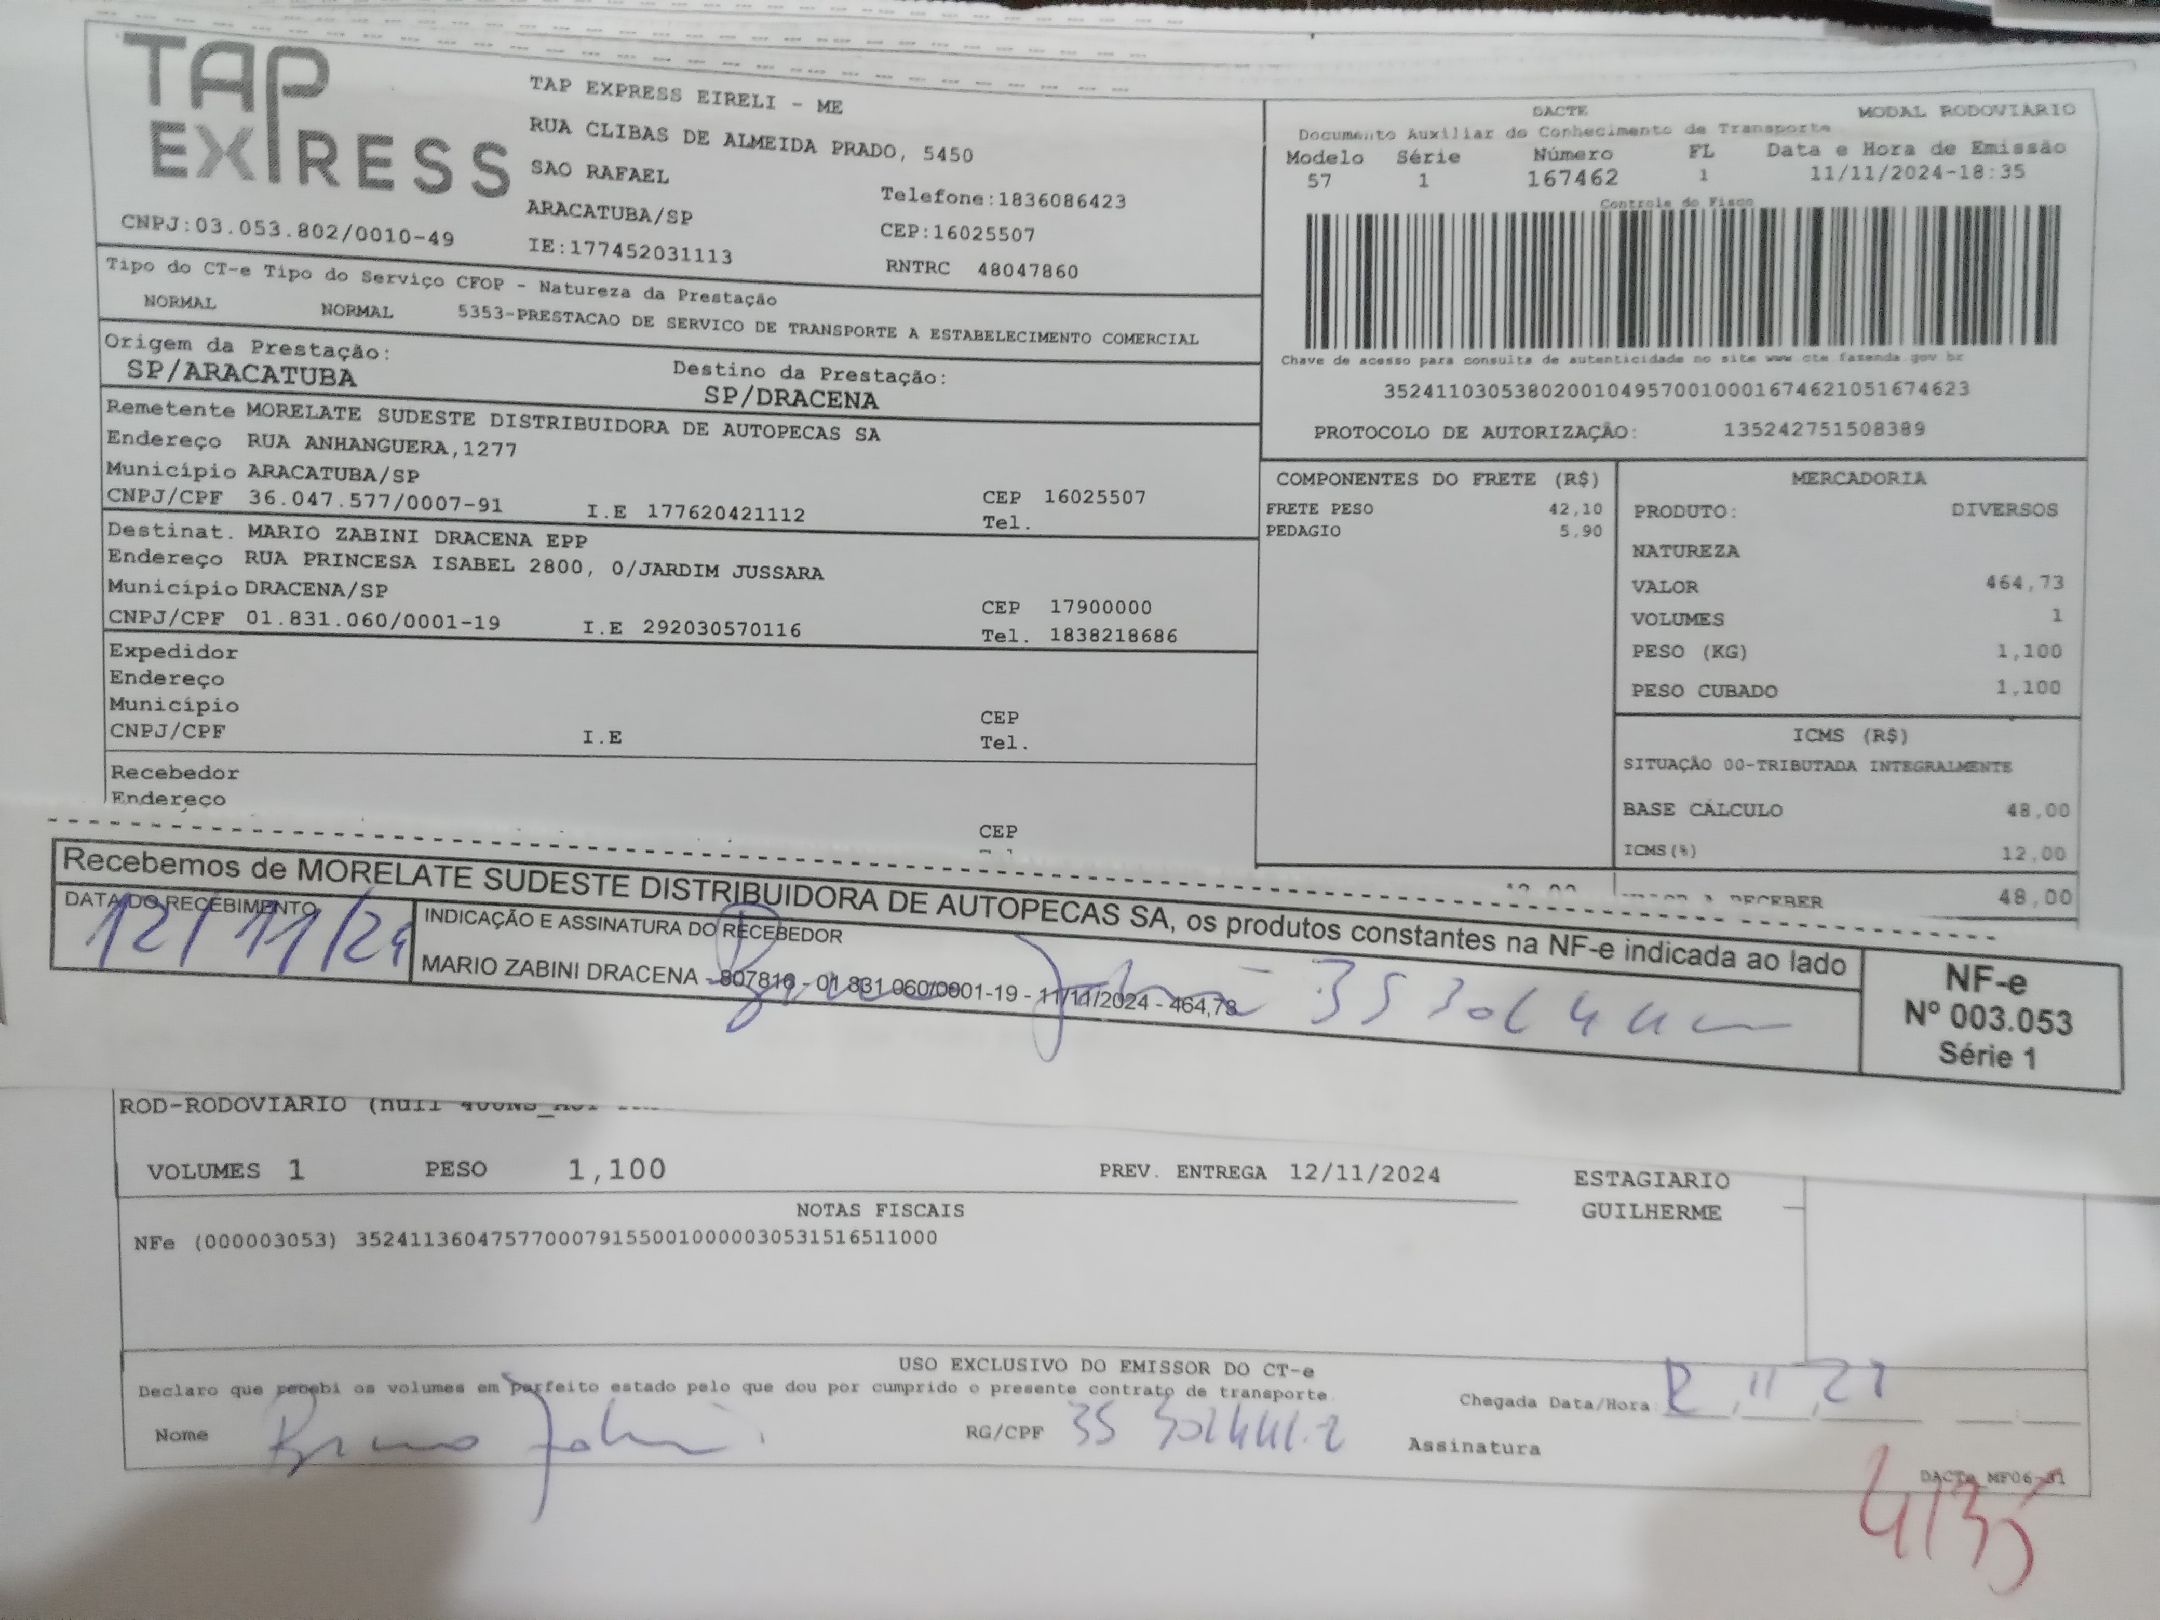 TAP EXPRESS
TAP EXPRESS EIRELI - ME
RUA CLIBAS DE ALMEIDA PRADO, 5450
SAO RAFAEL
ARACATUBA/SP
IE:177452031113
Telefone:1836086423
CEP:16025507
RNTRC 48047860
CNPJ:03.053.802/0010-49
DACTE MODAL RODOVIARIO
Documento Auxiliar do Conhecimento de Transporte
Modelo Série Número FL Data e Hora de Emissão
57 1 167462 1 11/11/2024-18:35
Controle do Fisco
Chave de acesso para consulta de autenticidade no site www.cte.fazenda.gov.br
35241103053802001049570010001674621051674623
PROTOCOLO DE AUTORIZAÇÃO: 135242751508389
Tipo do CT-e Tipo do Serviço CFOP - Natureza da Prestação
NORMAL NORMAL 5353-PRESTACAO DE SERVICO DE TRANSPORTE A ESTABELECIMENTO COMERCIAL
Origem da Prestação: Destino da Prestação:
SP/ARACATUBA SP/DRACENA
Remetente MORELATE SUDESTE DISTRIBUIDORA DE AUTOPECAS SA
Endereço RUA ANHANGUERA,1277
Município ARACATUBA/SP CEP 16025507
CNPJ/CPF 36.047.577/0007-91 I.E 177620421112 Tel.
Destinat. MARIO ZABINI DRACENA EPP
Endereço RUA PRINCESA ISABEL 2800, 0/JARDIM JUSSARA
Município DRACENA/SP CEP 17900000
CNPJ/CPF 01.831.060/0001-19 I.E 292030570116 Tel. 1838218686
Expedidor
Endereço
Município CEP
CNPJ/CPF I.E Tel.
Recebedor
Endereço
CEP
COMPONENTES DO FRETE (R$)
FRETE PESO 42,10
PEDAGIO 5,90
MERCADORIA
PRODUTO: DIVERSOS
NATUREZA
VALOR 464,73
VOLUMES 1
PESO (KG) 1,100
PESO CUBADO 1,100
ICMS (R$)
SITUAÇÃO 00-TRIBUTADA INTEGRALMENTE
BASE CÁLCULO 48,00
ICMS(%) 12,00
RECEBER 48,00
Recebemos de MORELATE SUDESTE DISTRIBUIDORA DE AUTOPECAS SA, os produtos constantes na NF-e indicada ao lado
DATA DO RECEBIMENTO
12/11/24
INDICAÇÃO E ASSINATURA DO RECEBEDOR
MARIO ZABINI DRACENA - 807816 - 01.831.060/0001-19 - 11/11/2024 - 464,73
NF-e
Nº 003.053
Série 1
ROD-RODOVIARIO
VOLUMES 1 PESO 1,100 PREV. ENTREGA 12/11/2024 ESTAGIARIO
GUILHERME
NOTAS FISCAIS
NFe (000003053) 35241136047577000791550010000030531516511000
USO EXCLUSIVO DO EMISSOR DO CT-e
Declaro que recebi os volumes em perfeito estado pelo que dou por cumprido o presente contrato de transporte.
Chegada Data/Hora
Nome Bruno RG/CPF Assinatura
DACTe MF06-31